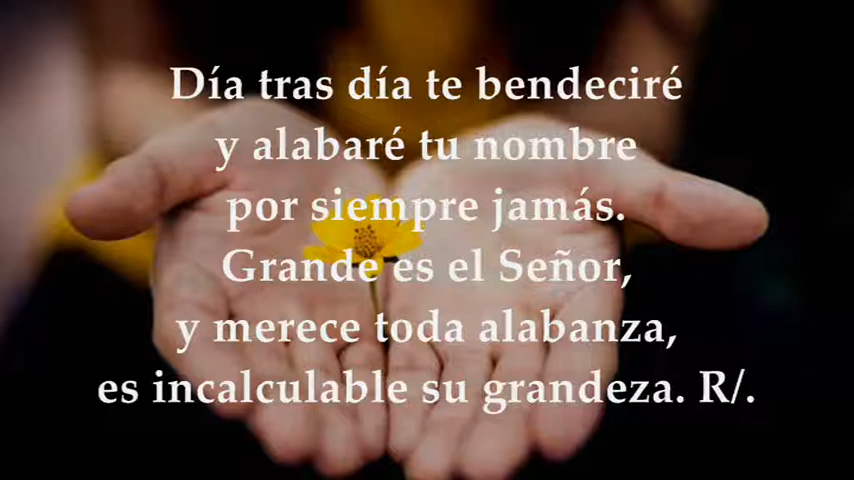 Día tras día te bendeciré
y alabaré tu nombre
por siempre jamás.
Grande es el Señor,
y merece toda alabanza,
es incalculable su grandeza. R/.